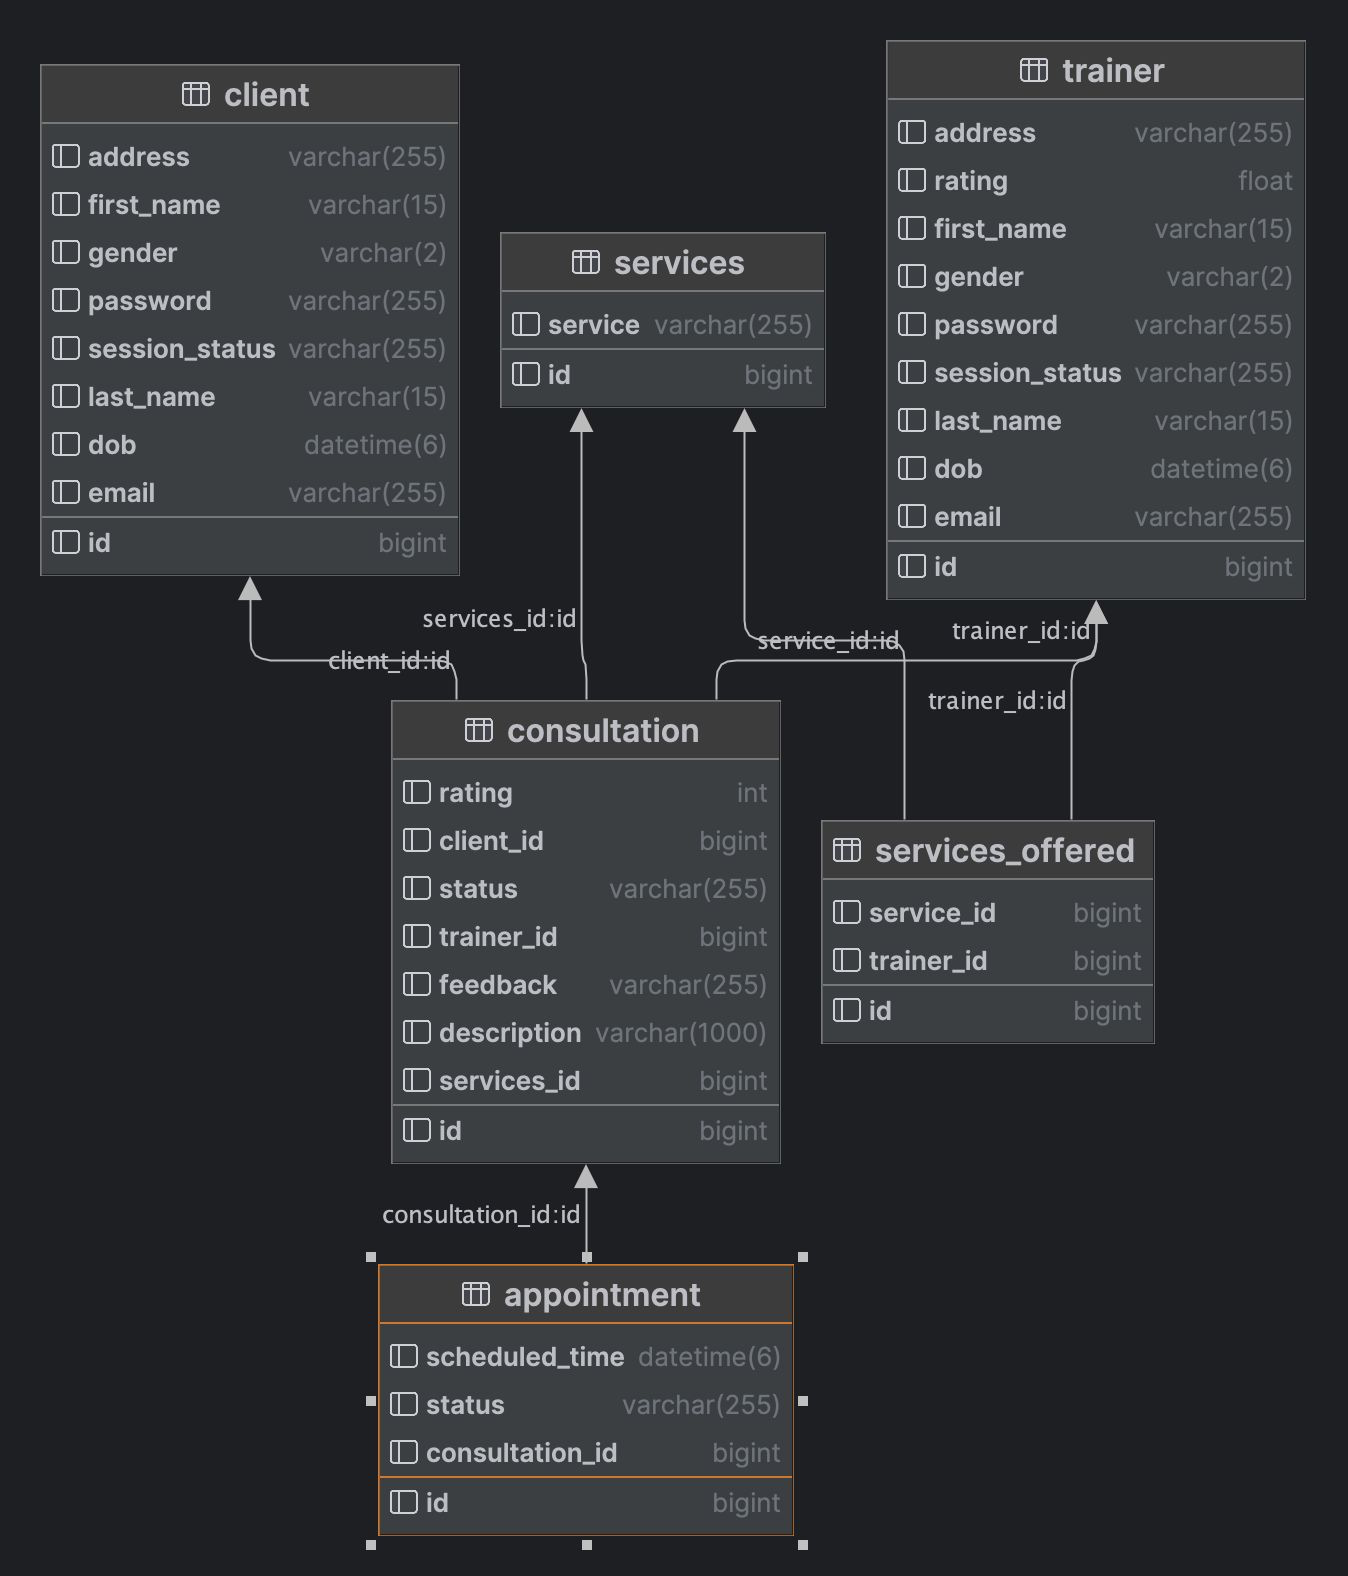 client
address varchar(255)
first_name varchar(15)
gender varchar(2)
password varchar(255)
session_status varchar(255)
last_name varchar(15)
dob datetime(6)
email varchar(255)
id bigint
services
service varchar(255)
id bigint
trainer
address varchar(255)
rating float
first_name varchar(15)
gender varchar(2)
password varchar(255)
session_status varchar(255)
last_name varchar(15)
dob datetime(6)
email varchar(255)
id bigint
services_id:id
client_id:id
service_id:id
trainer_id:id
trainer_id:id
consultation
rating int
client_id bigint
status varchar(255)
trainer_id bigint
feedback varchar(255)
description varchar(1000)
services_id bigint
id bigint
services_offered
service_id bigint
trainer_id bigint
id bigint
consultation_id:id
appointment
scheduled_time datetime(6)
status varchar(255)
consultation_id bigint
id bigint